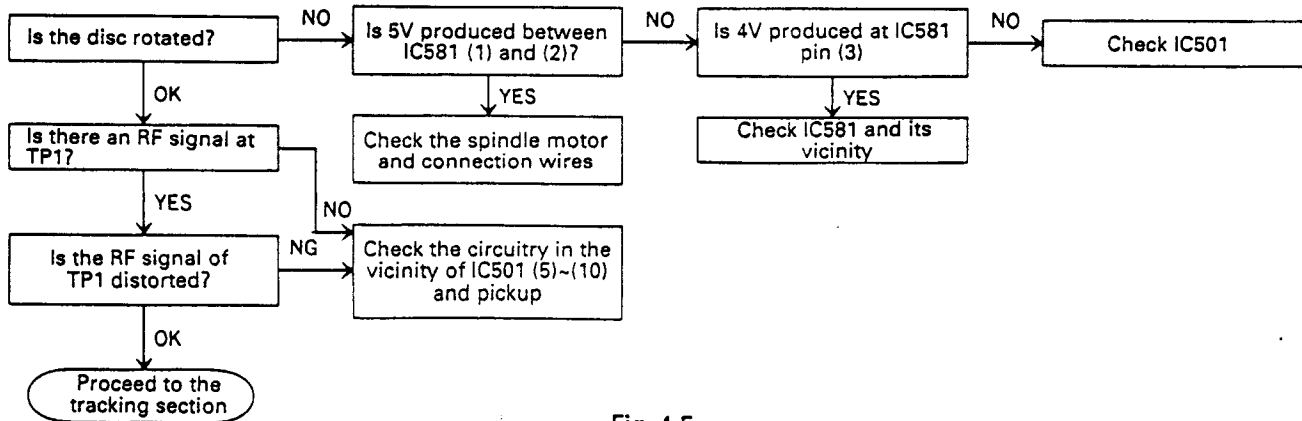 Is the disc rotated?
NO
Is 5V produced between
IC581 (1) and (2)?
NO
Is 4V produced at IC581
pin (3)
NO
Check IC501
OK
YES
YES
Is there an RF signal at
TP1?
Check the spindle motor
and connection wires
Check IC581 and its
vicinity
YES
NO
Is the RF signal of
TP1 distorted?
NG
Check the circuitry in the
vicinity of IC501 (5)~(10)
and pickup
OK
Proceed to the
tracking section